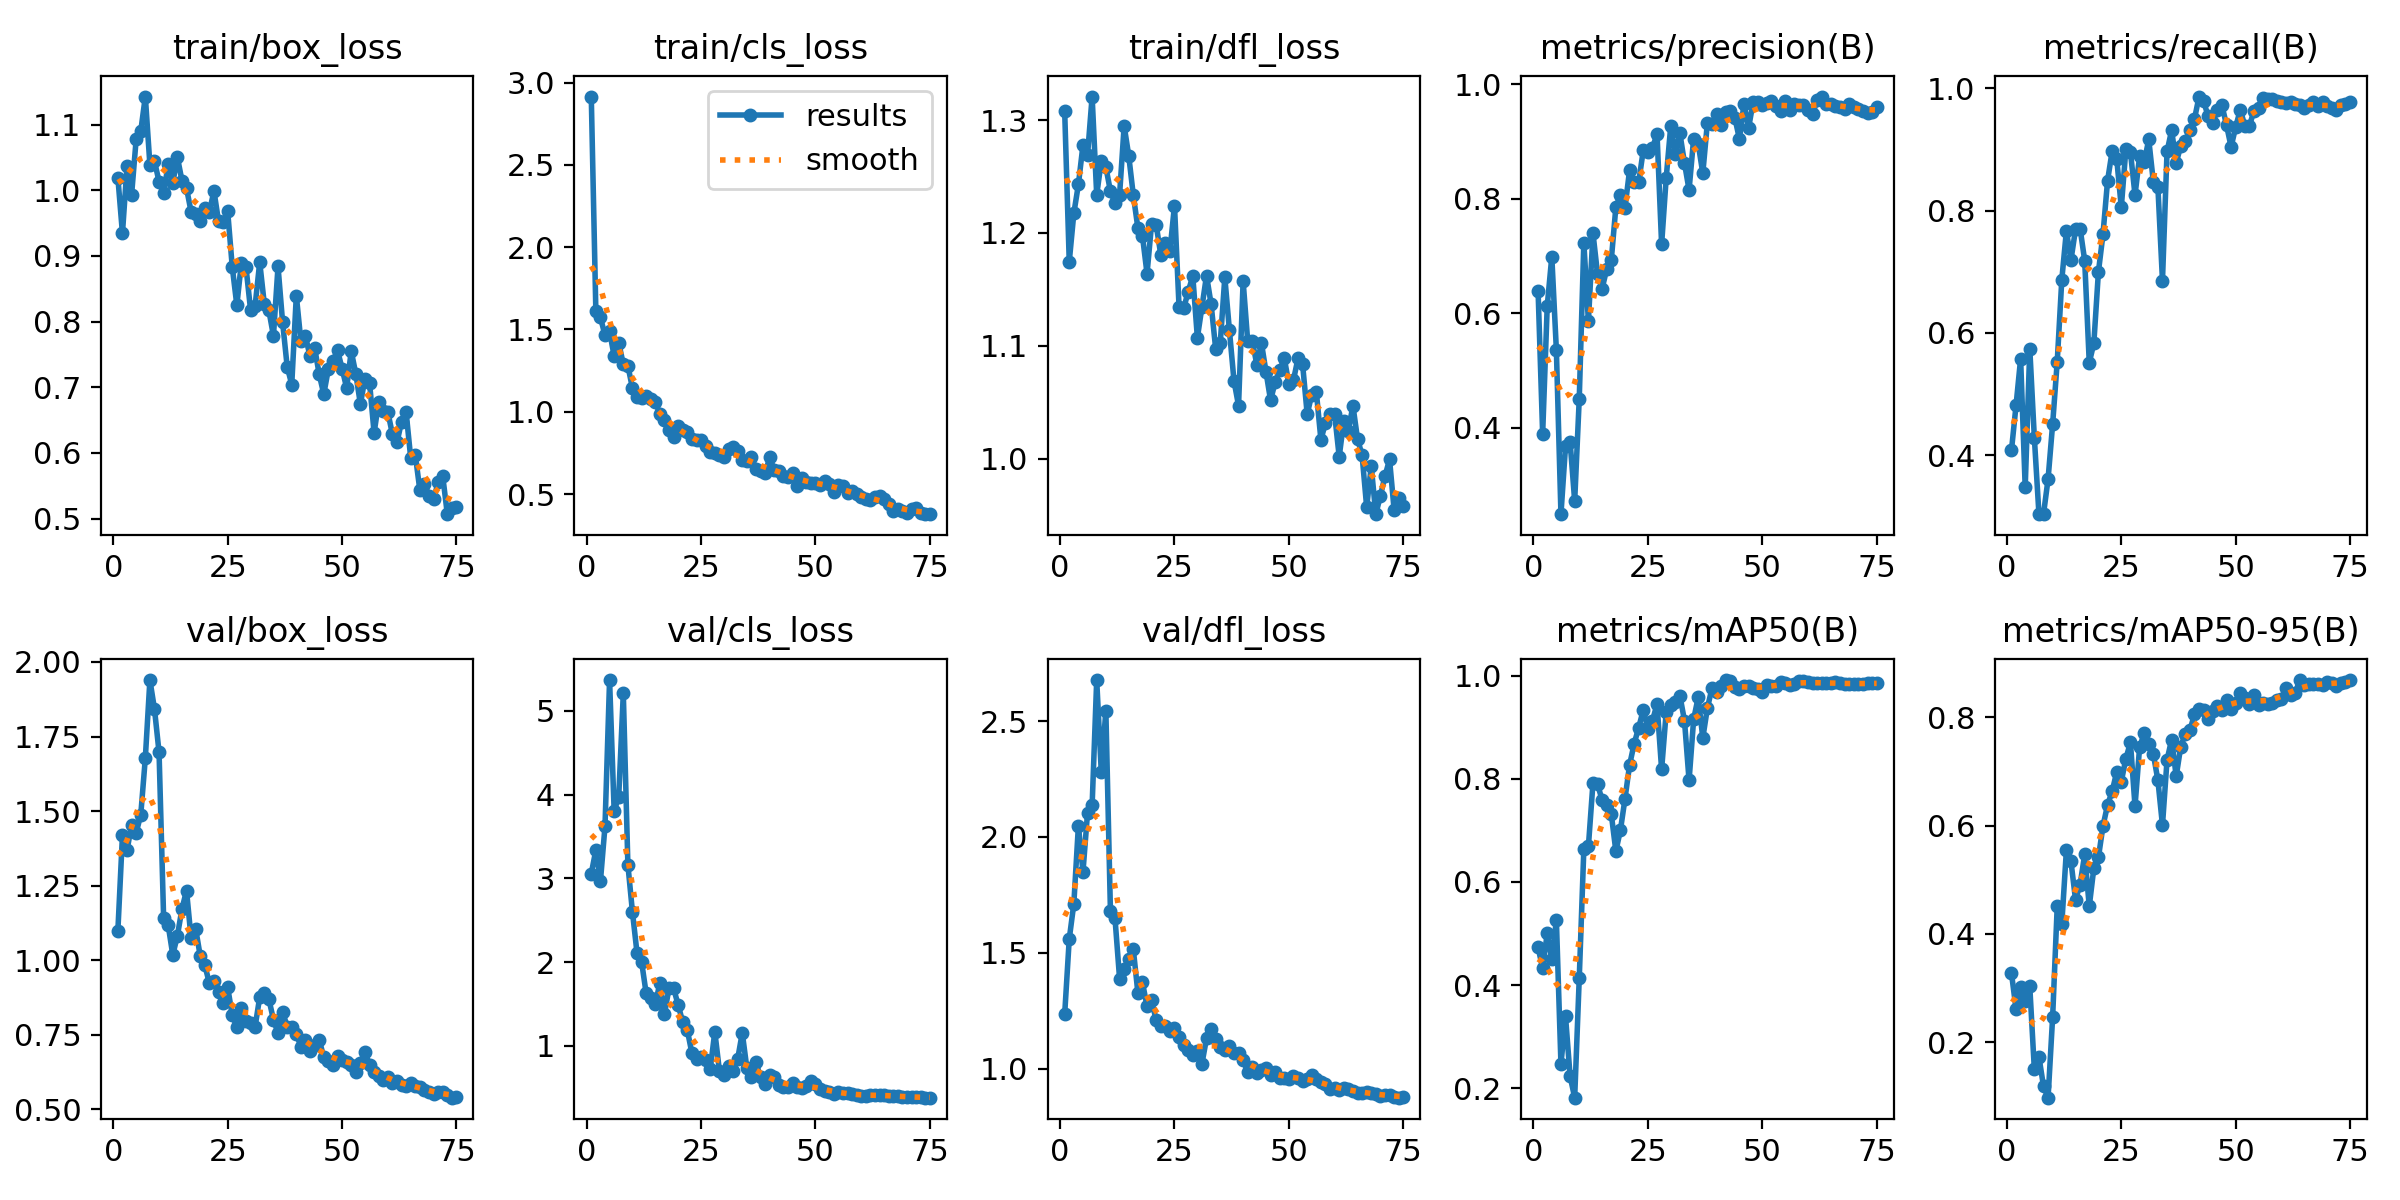 train/box_loss
1.1
1.0
0.9
0.8
0.7
0.6
0.5
0 25 50 75
train/cls_loss
results
smooth
3.0
2.5
2.0
1.5
1.0
0.5
0 25 50 75
train/dfl_loss
1.3
1.2
1.1
1.0
0 25 50 75
metrics/precision(B)
1.0
0.8
0.6
0.4
0 25 50 75
metrics/recall(B)
1.0
0.8
0.6
0.4
0 25 50 75
val/box_loss
2.00
1.75
1.50
1.25
1.00
0.75
0.50
0 25 50 75
val/cls_loss
5
4
3
2
1
0 25 50 75
val/dfl_loss
2.5
2.0
1.5
1.0
0 25 50 75
metrics/mAP50(B)
1.0
0.8
0.6
0.4
0.2
0 25 50 75
metrics/mAP50-95(B)
0.8
0.6
0.4
0.2
0 25 50 75